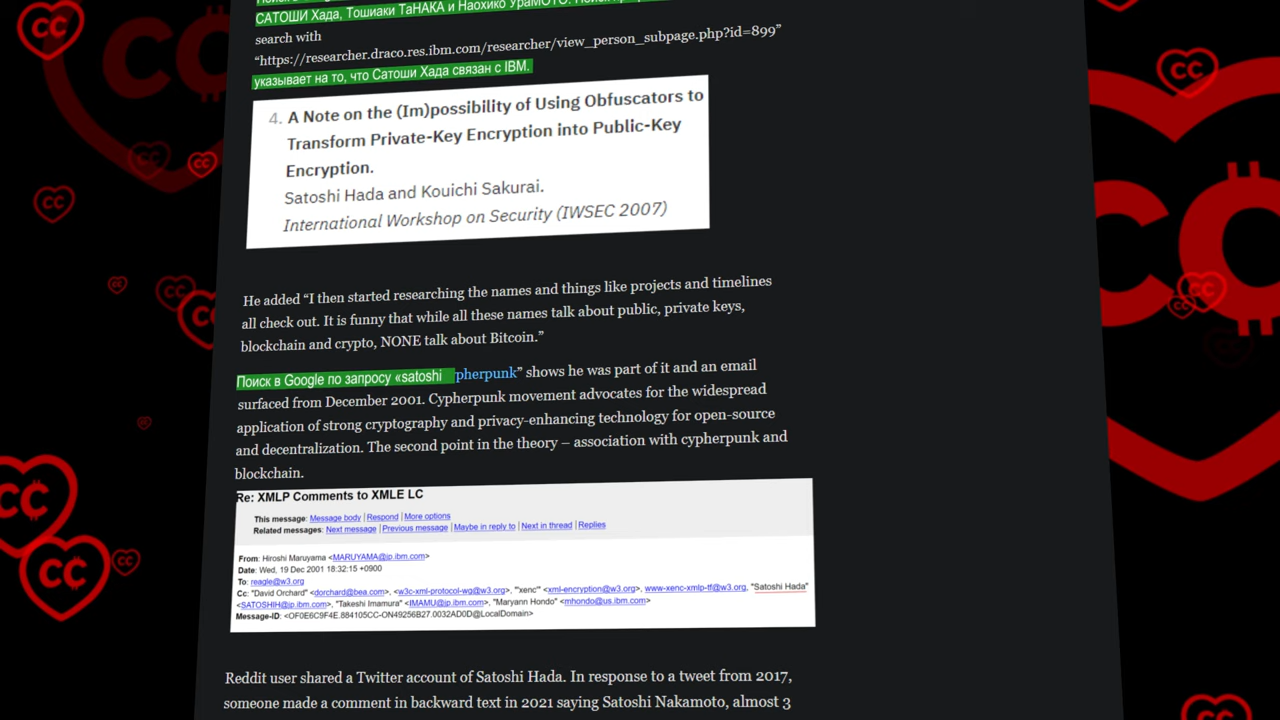 САТОШИ Хада, Тошиаки ТаНАКА и Наохико УраМОТО.
search with
“https://researcher.draco.res.ibm.com/researcher/view_person_subpage.php?id=899”
указывает на то, что Сатоши Хада связан с IBM.
4. A Note on the (Im)possibility of Using Obfuscators to
Transform Private-Key Encryption into Public-Key
Encryption.
Satoshi Hada and Kouichi Sakurai.
International Workshop on Security (IWSEC 2007)
He added “I then started researching the names and things like projects and timelines
all check out. It is funny that while all these names talk about public, private keys,
blockchain and crypto, NONE talk about Bitcoin.”
Поиск в Google по запросу «satoshi pherpunk” shows he was part of it and an email
surfaced from December 2001. Cypherpunk movement advocates for the widespread
application of strong cryptography and privacy-enhancing technology for open-source
and decentralization. The second point in the theory – association with cypherpunk and
blockchain.
Re: XMLP Comments to XMLE LC
This message: Message body | Respond | More options
Related messages: Next message | Previous message | Maybe in reply to | Next in thread | Replies
From: Hiroshi Maruyama <MARUYAMA@jp.ibm.com>
Date: Wed, 19 Dec 2001 18:32:15 +0900
To: reagle@w3.org
Cc: "David Orchard" <dorchard@bea.com>, <w3c-xml-protocol-wg@w3.org>, "'xenc'" <xml-encryption@w3.org>, www-xenc-xmlp-tf@w3.org, "Satoshi Hada"
<SATOSHIH@jp.ibm.com>, "Takeshi Imamura" <IMAMU@jp.ibm.com>, "Maryann Hondo" <mhondo@us.ibm.com>
Message-ID: <OF0E6C9F4E.884105CC-ON49256B27.0032AD0D@LocalDomain>
Reddit user shared a Twitter account of Satoshi Hada. In response to a tweet from 2017,
someone made a comment in backward text in 2021 saying Satoshi Nakamoto, almost 3